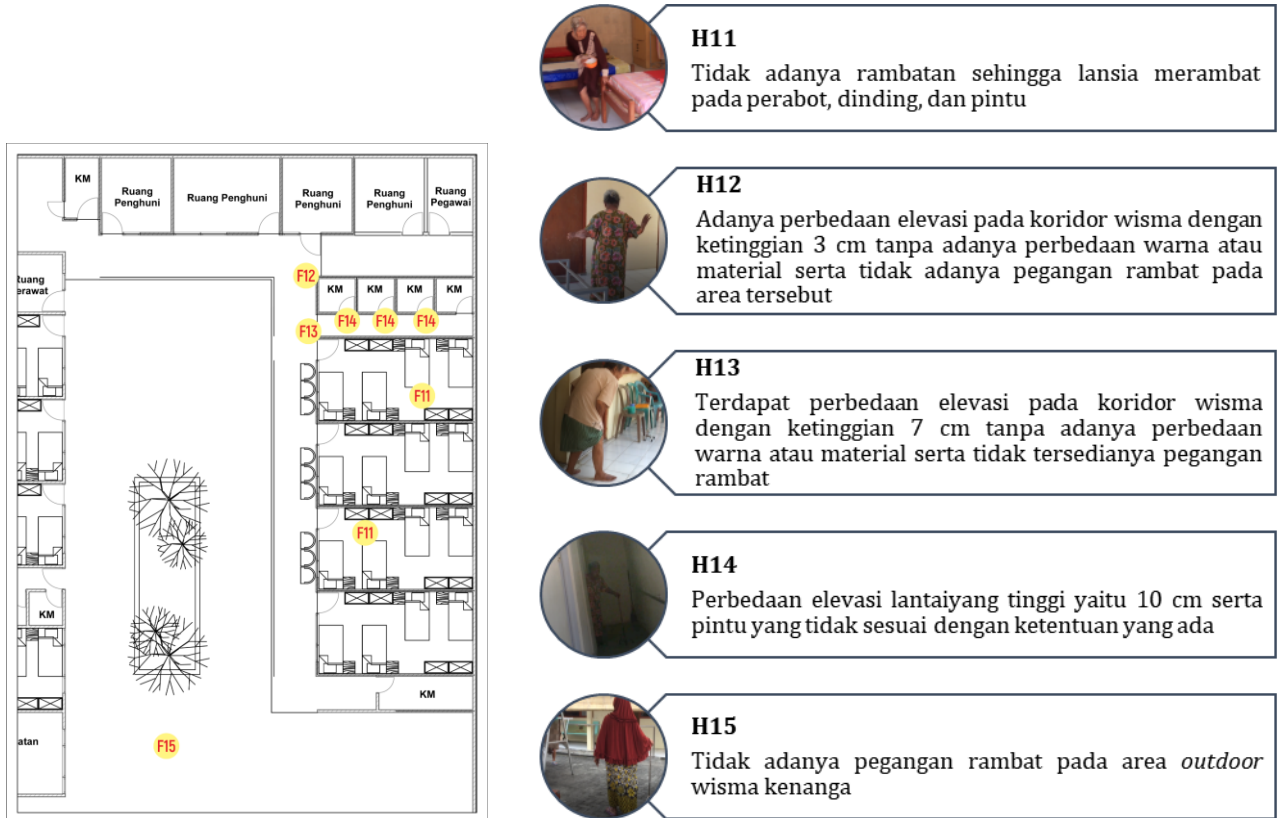 KM
Ruang
Penghuni
Ruang Penghuni
Ruang
Penghuni
Ruang
Penghuni
Ruang
Pegawai
Ruang
erawat
F12
KM
KM
KM
KM
F13
F14
F14
F14
F11
F11
KM
KM
atan
F15
H11
Tidak adanya rambatan sehingga lansia merambat
pada perabot, dinding, dan pintu
H12
Adanya perbedaan elevasi pada koridor wisma dengan
ketinggian 3 cm tanpa adanya perbedaan warna atau
material serta tidak adanya pegangan rambat pada
area tersebut
H13
Terdapat perbedaan elevasi pada koridor wisma
dengan ketinggian 7 cm tanpa adanya perbedaan
warna atau material serta tidak tersedianya pegangan
rambat
H14
Perbedaan elevasi lantaiyang tinggi yaitu 10 cm serta
pintu yang tidak sesuai dengan ketentuan yang ada
H15
Tidak adanya pegangan rambat pada area outdoor
wisma kenanga